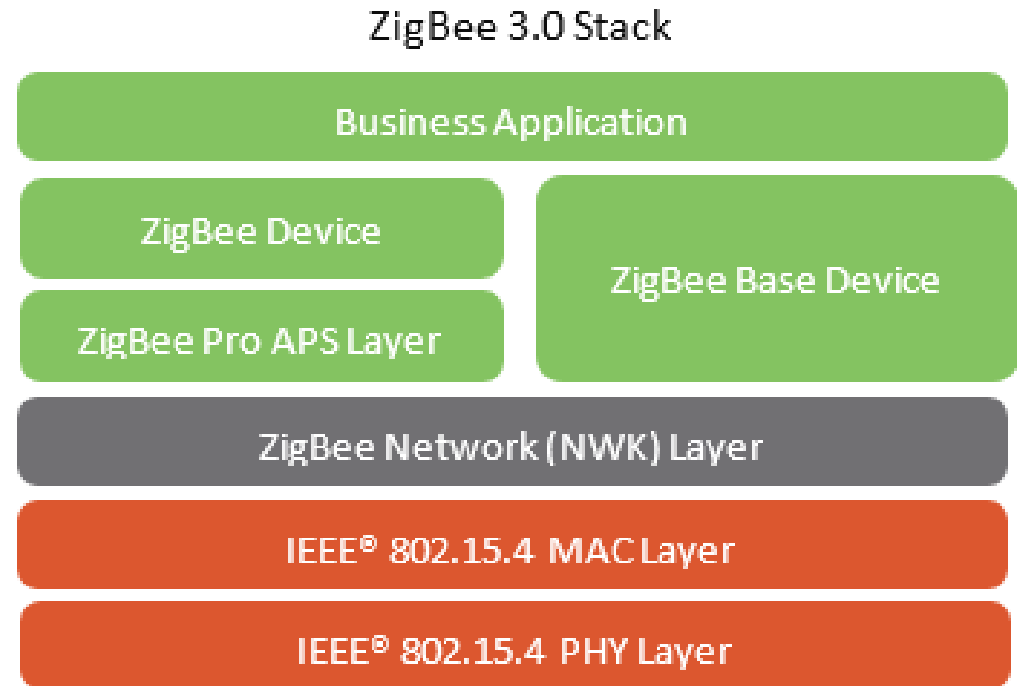 ZigBee 3.0 Stack
Business Application
ZigBee Device
ZigBee Base Device
ZigBee Pro APS Layer
ZigBee Network (NWK) Layer
IEEE® 802.15.4 MAC Layer
IEEE® 802.15.4 PHY Layer